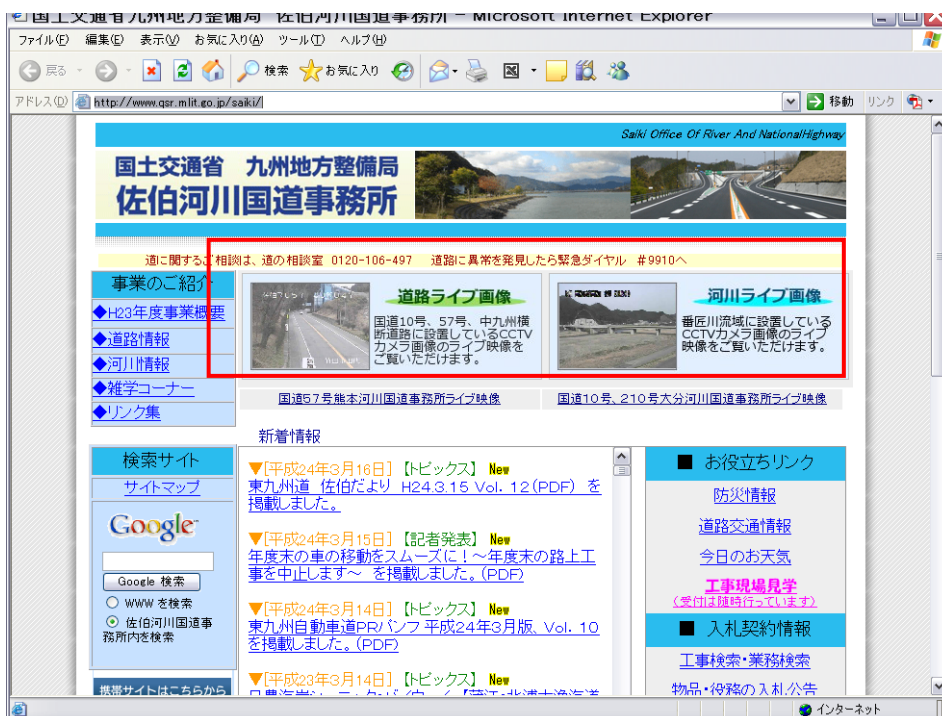 国土交通省九州地方整備局 佐伯河川国道事務所 - Microsoft Internet Explorer
ファイル(F) 編集(E) 表示(V) お気に入り(A) ツール(T) ヘルプ(H)
戻る 検索 お気に入り
アドレス(D) http://www.qsr.mlit.go.jp/saiki/ 移動 リンク
Saiki Office Of River And NationalHighway
国土交通省 九州地方整備局
佐伯河川国道事務所
道に関するご相談は、道の相談室 0120-106-497 道路に異常を発見したら緊急ダイヤル #9910へ
事業のご紹介
◆H23年度事業概要
◆道路情報
◆河川情報
◆雑学コーナー
◆リンク集
道路ライブ画像
国道10号、57号、中九州横
断道路に設置しているCCTV
カメラ画像のライブ映像を
ご覧いただけます。
河川ライブ画像
番匠川流域に設置している
CCTVカメラ画像のライブ
映像をご覧いただけます。
国道57号熊本河川国道事務所ライブ映像
国道10号、210号大分河川国道事務所ライブ映像
検索サイト
サイトマップ
Google
Google 検索
WWW を検索
佐伯河川国道事
務所内を検索
携帯サイトはこちらから
新着情報
▼[平成24年3月16日]【トピックス】 New
東九州道 佐伯だより H24.3.15 Vol. 12(PDF) を
掲載しました。
▼[平成24年3月15日]【記者発表】 New
年度末の車の移動をスムーズに！～年度末の路上工
事を中止します～ を掲載しました。(PDF)
▼[平成24年3月14日]【トピックス】 New
東九州自動車道PRパンフ 平成24年3月版、Vol. 10
を掲載しました。(PDF)
▼[平成23年3月14日]【トピックス】 New
■ お役立ちリンク
防災情報
道路交通情報
今日のお天気
工事現場見学
(受付は随時行っています)
■ 入札契約情報
工事検索・業務検索
物品・役務の入札公告
インターネット